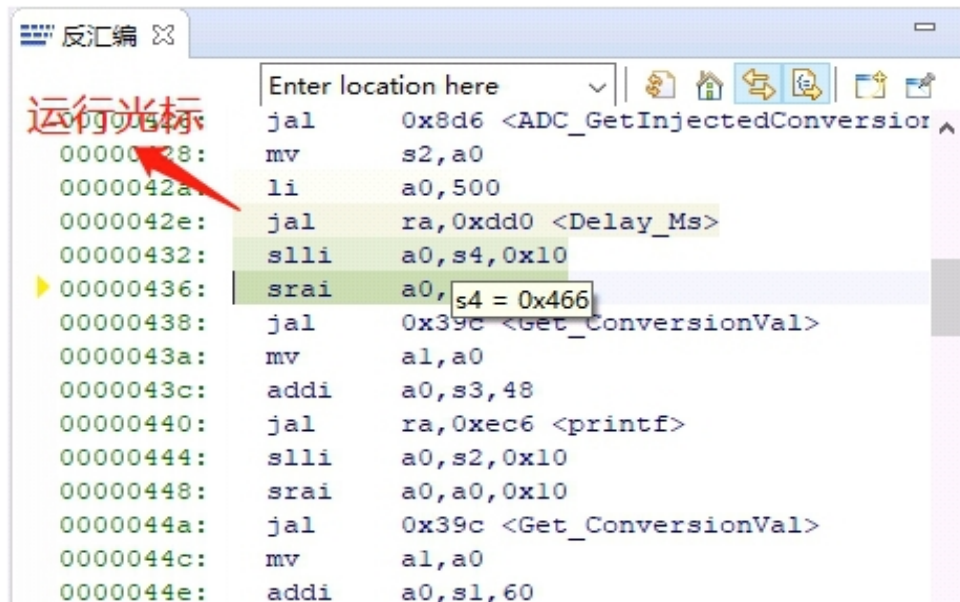 反汇编
Enter location here
运行光标
jal 0x8d6 <ADC_GetInjectedConversion
00000428: mv s2,a0
0000042a: li a0,500
0000042e: jal ra,0xdd0 <Delay_Ms>
00000432: slli a0,s4,0x10
00000436: srai a0,
s4 = 0x466
00000438: jal 0x39c <Get_ConversionVal>
0000043a: mv a1,a0
0000043c: addi a0,s3,48
00000440: jal ra,0xec6 <printf>
00000444: slli a0,s2,0x10
00000448: srai a0,a0,0x10
0000044a: jal 0x39c <Get_ConversionVal>
0000044c: mv a1,a0
0000044e: addi a0,s1,60